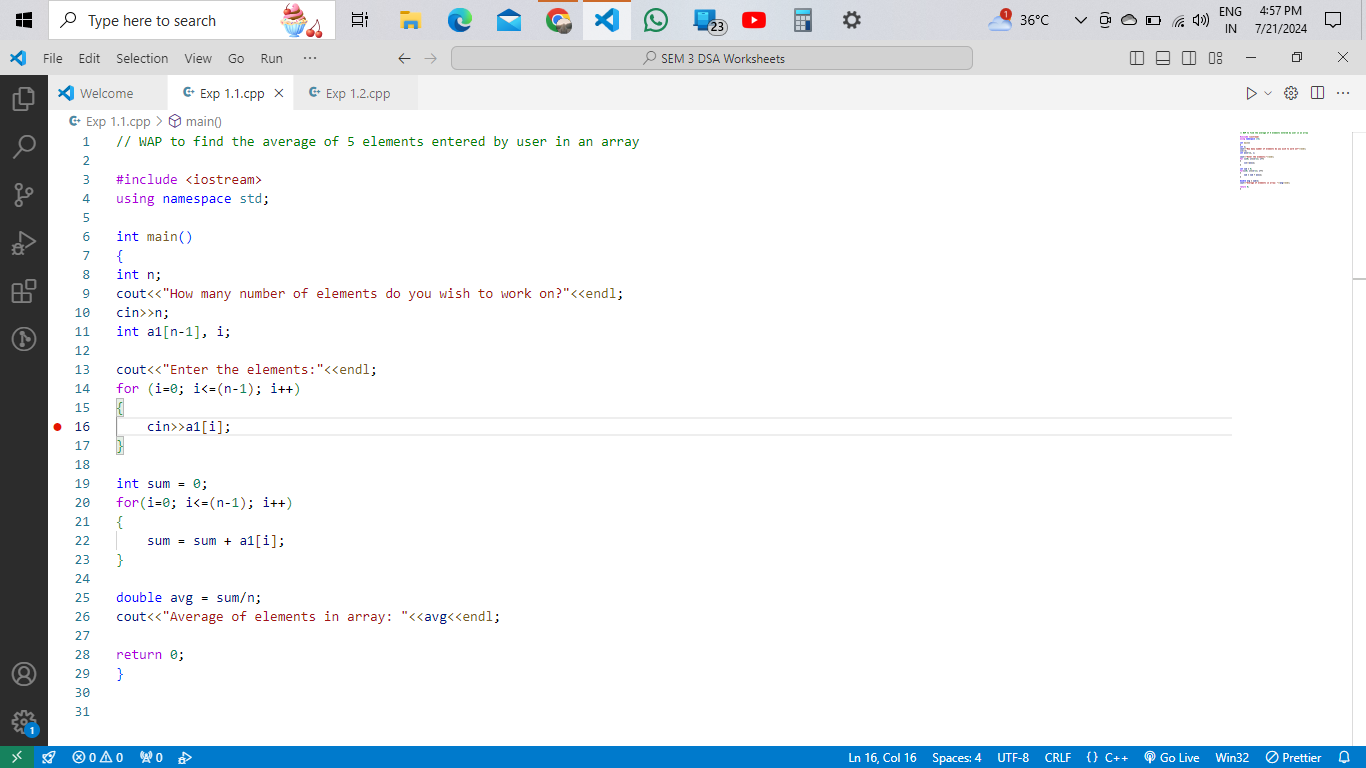 Type here to search
23
1
36°C
ENG
IN
4:57 PM
7/21/2024
File Edit Selection View Go Run ···
SEM 3 DSA Worksheets
Welcome
Exp 1.1.cpp
Exp 1.2.cpp
Exp 1.1.cpp > main()
1 // WAP to find the average of 5 elements entered by user in an array
2
3 #include <iostream>
4 using namespace std;
5
6 int main()
7 {
8 int n;
9 cout<<"How many number of elements do you wish to work on?"<<endl;
10 cin>>n;
11 int a1[n-1], i;
12
13 cout<<"Enter the elements:"<<endl;
14 for (i=0; i<=(n-1); i++)
15 {
16 cin>>a1[i];
17 }
18
19 int sum = 0;
20 for(i=0; i<=(n-1); i++)
21 {
22 sum = sum + a1[i];
23 }
24
25 double avg = sum/n;
26 cout<<"Average of elements in array: "<<avg<<endl;
27
28 return 0;
29 }
30
31
1
0 0 0 Ln 16, Col 16 Spaces: 4 UTF-8 CRLF {} C++ Go Live Win32 Prettier